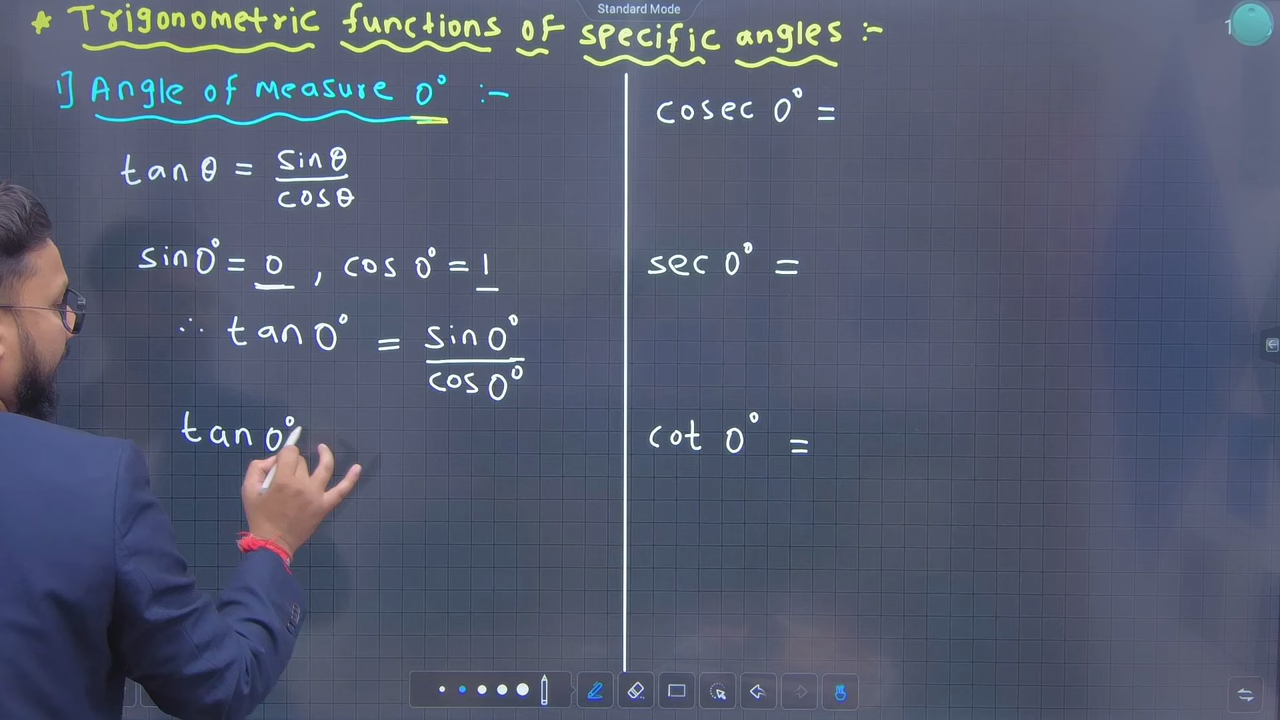 Standard Mode
* Trigonometric functions of specific angles :-
1] Angle of measure 0° :-
tan θ = sin θ / cos θ
sin 0° = 0 , cos 0° = 1
∴ tan 0° = sin 0° / cos 0°
tan 0°
cosec 0° =
sec 0° =
cot 0° =